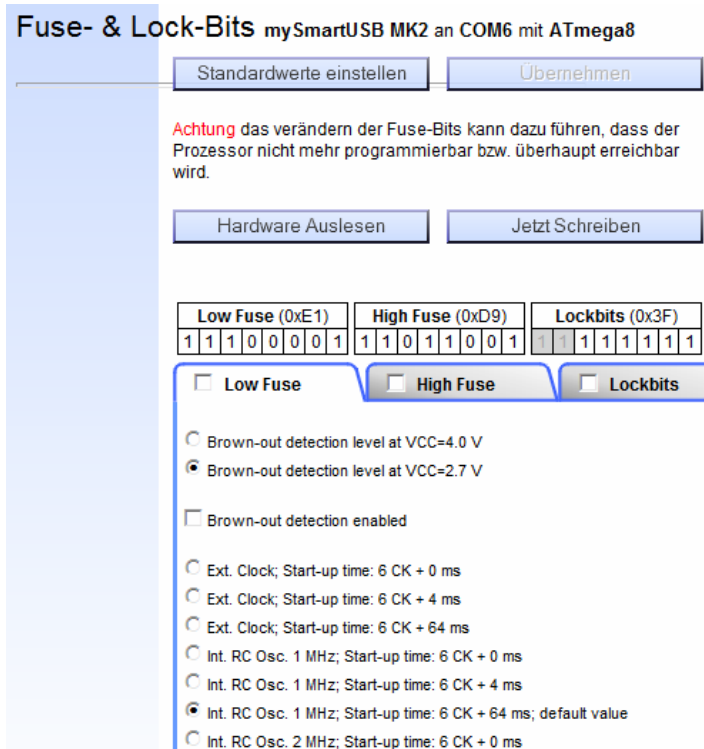 Fuse- & Lock-Bits mySmartUSB MK2 an COM6 mit ATmega8
Standardwerte einstellen Übernehmen
Achtung das verändern der Fuse-Bits kann dazu führen, dass der
Prozessor nicht mehr programmierbar bzw. überhaupt erreichbar
wird.
Hardware Auslesen Jetzt Schreiben
Low Fuse (0xE1) High Fuse (0xD9) Lockbits (0x3F)
1 1 1 0 0 0 0 1 1 1 0 1 1 0 0 1 1 1 1 1 1 1 1 1
Low Fuse High Fuse Lockbits
Brown-out detection level at VCC=4.0 V
Brown-out detection level at VCC=2.7 V
Brown-out detection enabled
Ext. Clock; Start-up time: 6 CK + 0 ms
Ext. Clock; Start-up time: 6 CK + 4 ms
Ext. Clock; Start-up time: 6 CK + 64 ms
Int. RC Osc. 1 MHz; Start-up time: 6 CK + 0 ms
Int. RC Osc. 1 MHz; Start-up time: 6 CK + 4 ms
Int. RC Osc. 1 MHz; Start-up time: 6 CK + 64 ms; default value
Int. RC Osc. 2 MHz; Start-up time: 6 CK + 0 ms